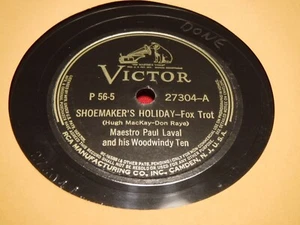 DONE
VICTOR
P 56-5
27304-A
SHOEMAKER'S HOLIDAY—Fox Trot
(Hugh MacKay-Don Raye)
Maestro Paul Laval
and his Woodwindy Ten
RCA MANUFACTURING CO., INC., CAMDEN, N.J., U.S.A.